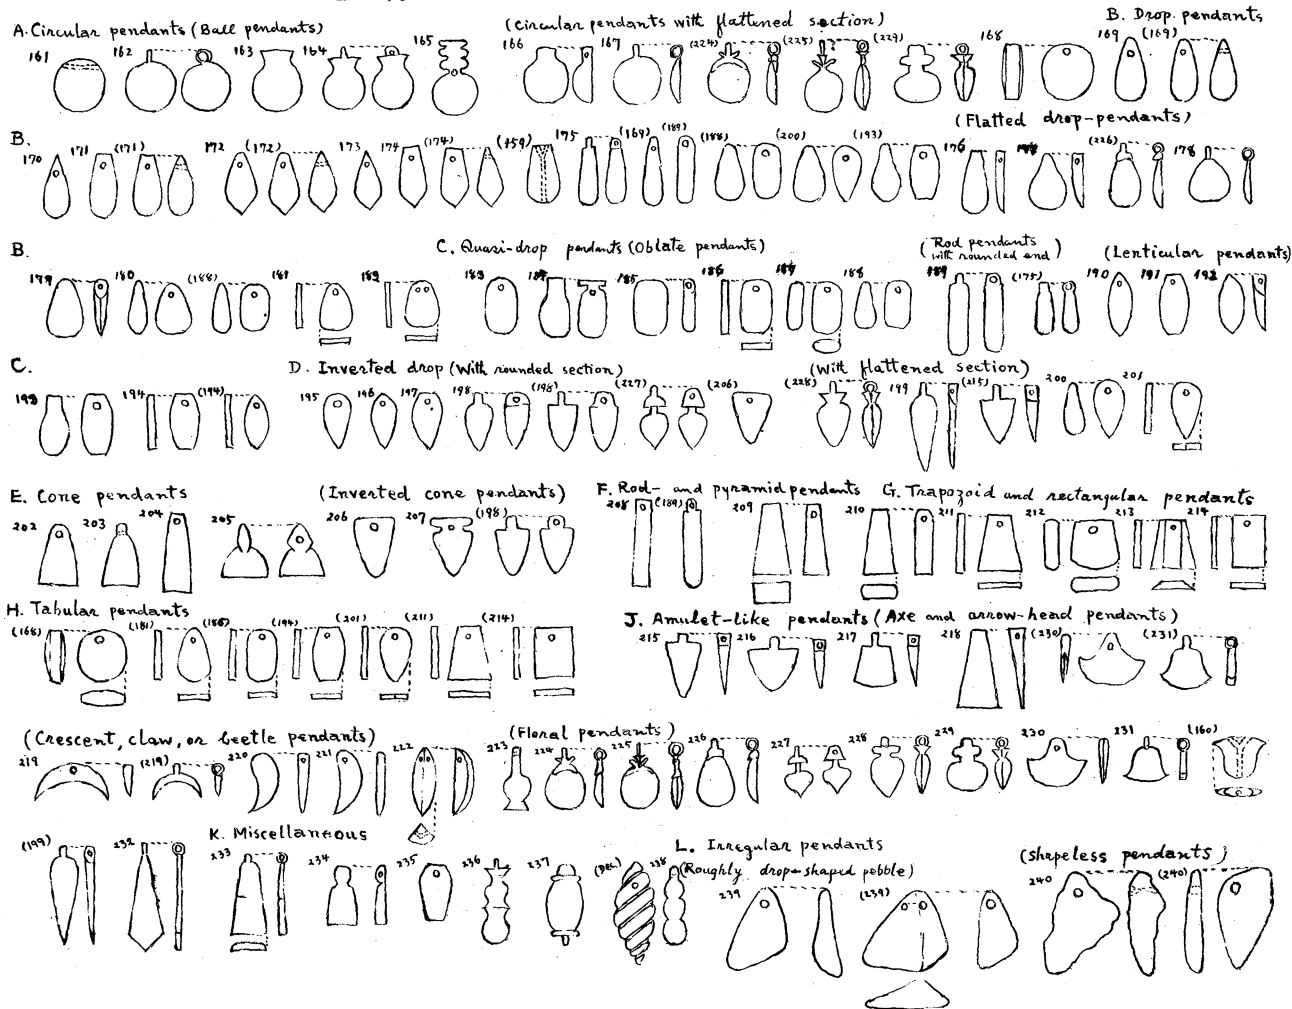 A. Circular pendants (Ball pendants) (Circular pendants with flattened section) B. Drop. pendants
161 162 163 164 165 166 167 (224) (225) (229) 168 169 (169)
B. (Flatted drop-pendants)
170 171 (171) 172 (172) 173 174 (174) (159) 175 (169) (189) (188) (200) (193) 176 (226) 178
B. C. Quasi-drop pendants (Oblate pendants) (Rod pendants with rounded end) (Lenticular pendants)
179 180 (188) 181 182 183 184 185 186 187 188 189 (175) 190 191 192
C. D. Inverted drop (With rounded section) (With flattened section)
193 194 (194) 195 196 197 198 (198) (227) (206) (228) 199 (215) 200 201
E. Cone pendants (Inverted cone pendants) F. Rod- and pyramid pendants G. Trapozoid and rectangular pendants
202 203 204 205 206 207 (198) 208 (189) 209 210 211 212 213 214
H. Tabular pendants J. Amulet-like pendants (Axe and arrow-head pendants)
(168) (181) (186) (194) (201) (211) (214) 215 216 217 218 (230) (231)
(Crescent, claw, or beetle pendants) (Floral pendants)
219 (219) 220 221 222 223 224 225 226 227 228 229 230 231 (160)
K. Miscellaneous L. Irregular pendants
(Roughly drop-shaped pebble) (shapeless pendants)
(199) 232 233 234 235 236 237 (DEL) 238 239 (239) 240 (240)